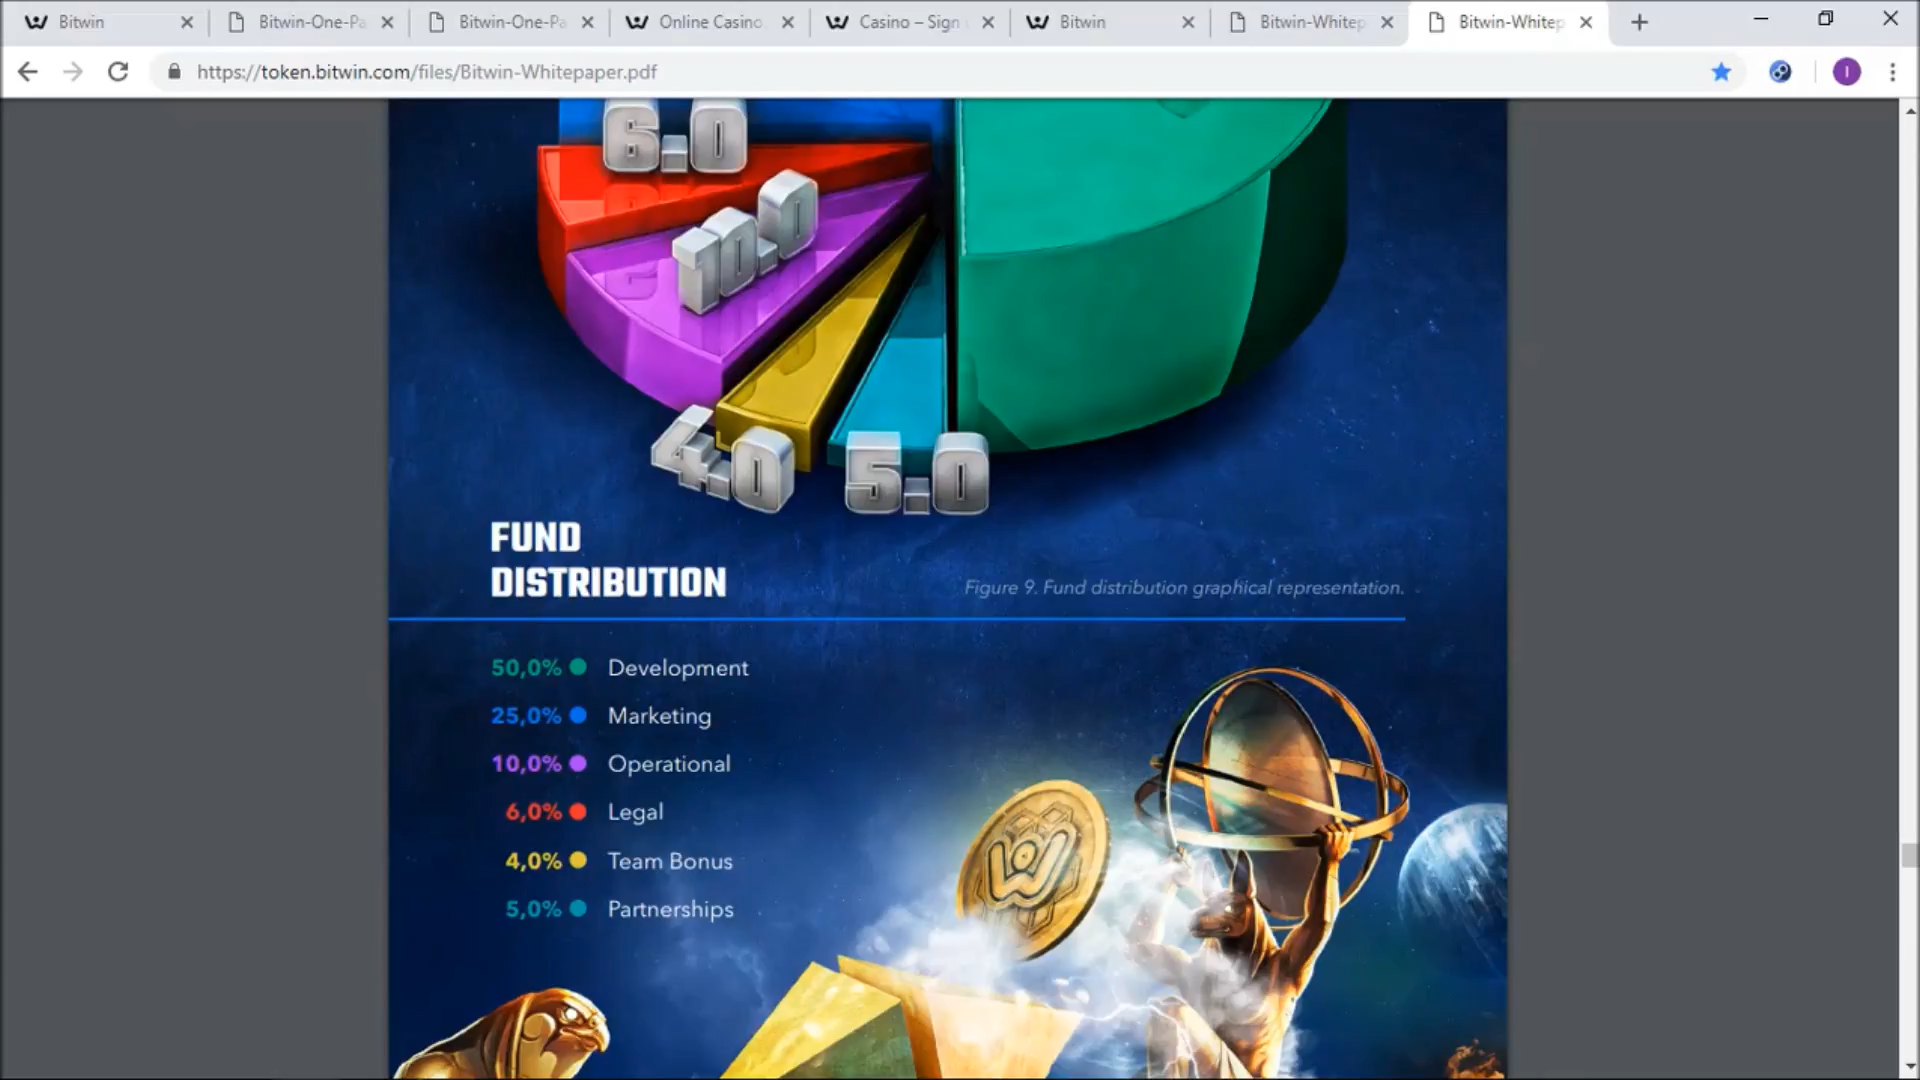 Bitwin
Bitwin-One-Pa
Bitwin-One-Pa
Online Casino
Casino – Sign
Bitwin
Bitwin-Whitep
Bitwin-Whitep
https://token.bitwin.com/files/Bitwin-Whitepaper.pdf
I
6.0
10.0
4.0
5.0
FUND
DISTRIBUTION
Figure 9. Fund distribution graphical representation.
50,0% Development
25,0% Marketing
10,0% Operational
6,0% Legal
4,0% Team Bonus
5,0% Partnerships